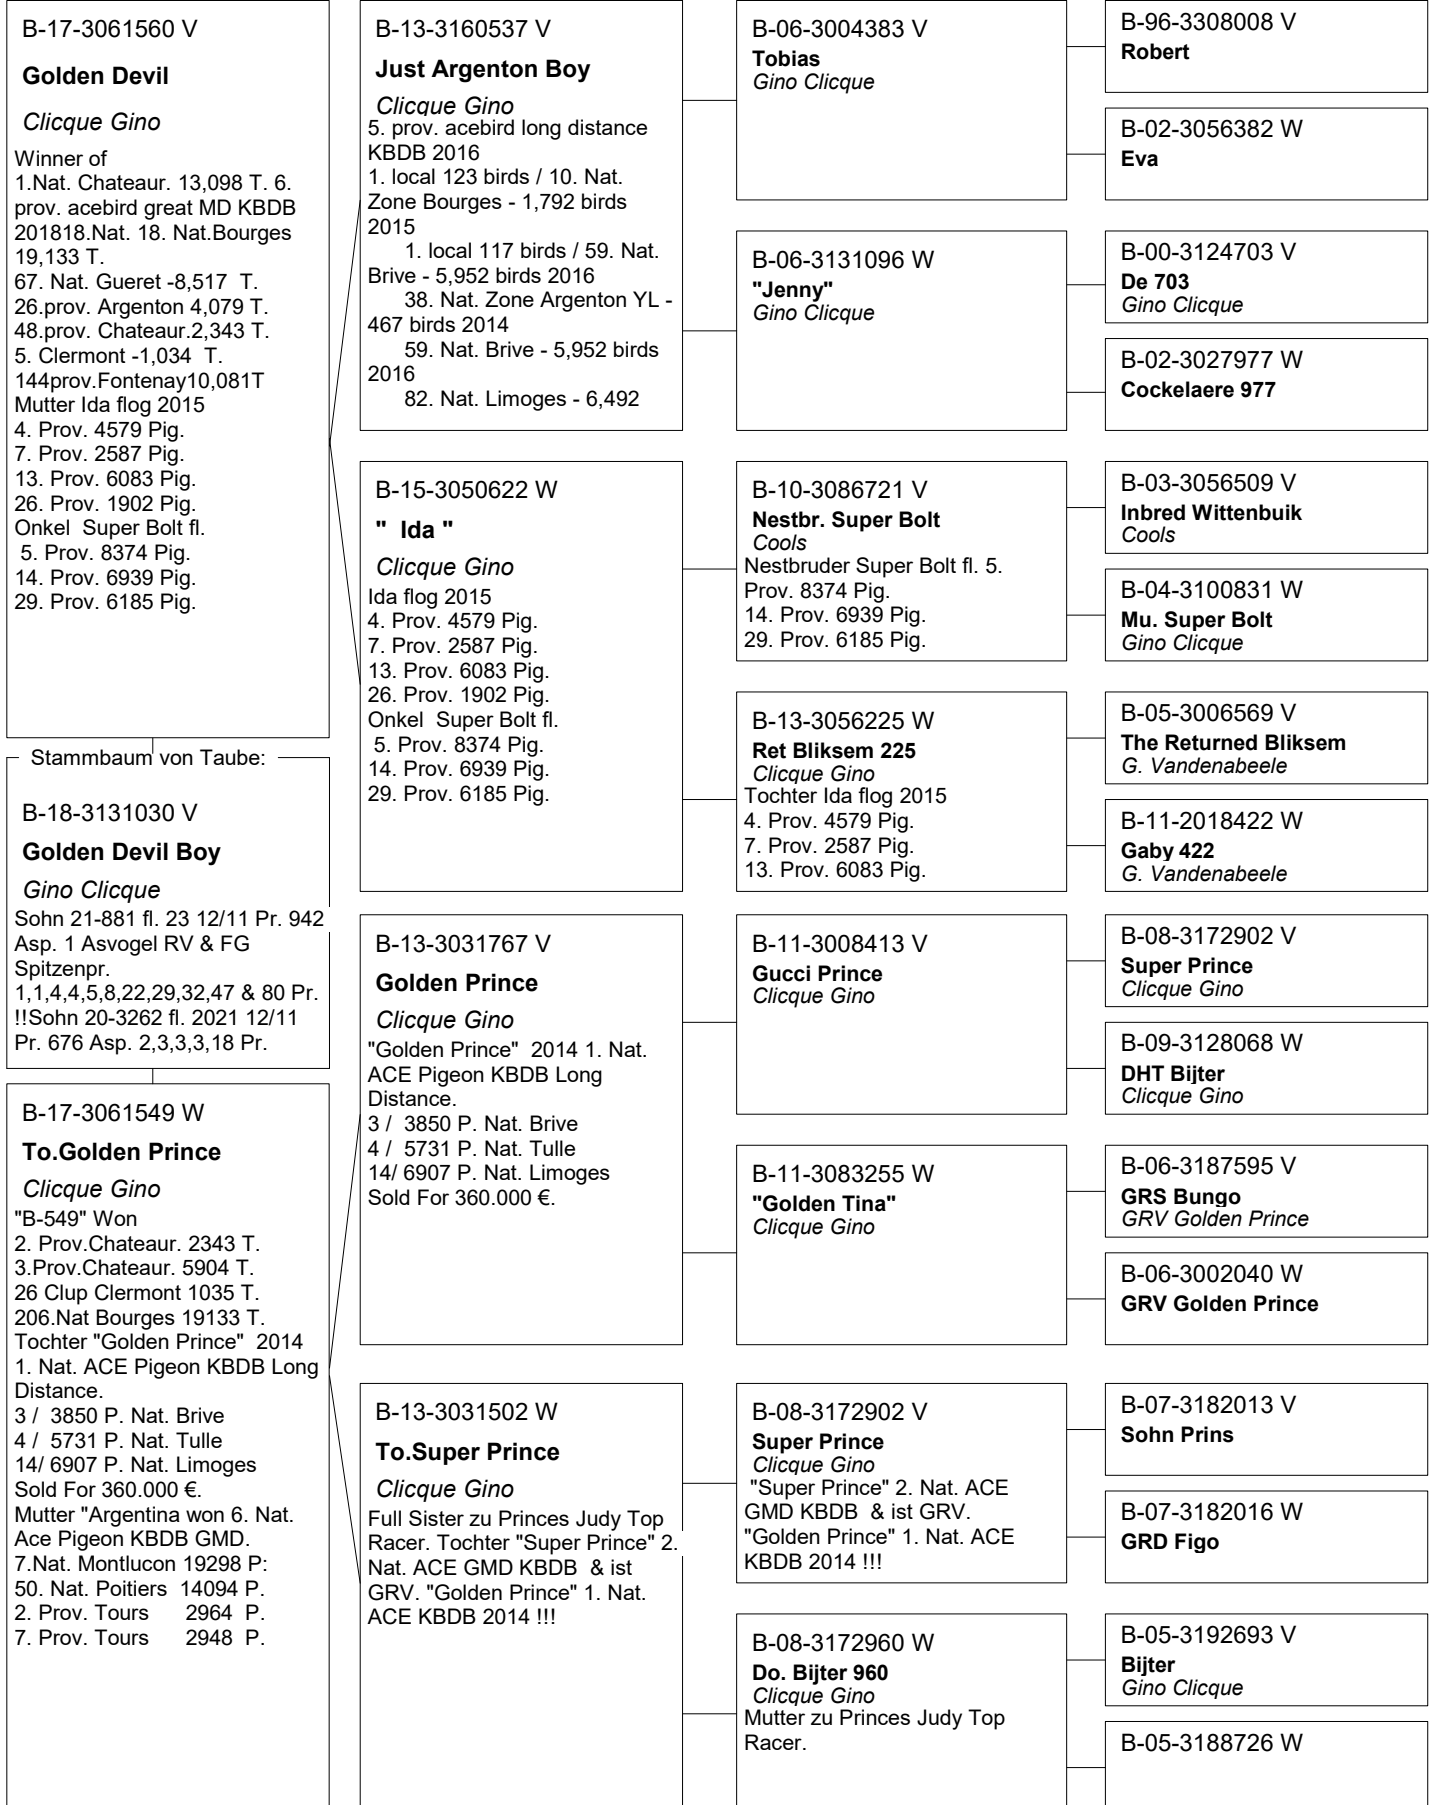 B-17-3061560 V
Golden Devil
Clicque Gino
Winner of
1.Nat. Chateaur. 13,098 T. 6.
prov. acebird great MD KBDB
201818.Nat. 18. Nat.Bourges
19,133 T.
67. Nat. Gueret -8,517 T.
26.prov. Argenton 4,079 T.
48.prov. Chateaur.2,343 T.
5. Clermont -1,034 T.
144prov.Fontenay10,081T
Mutter Ida flog 2015
4. Prov. 4579 Pig.
7. Prov. 2587 Pig.
13. Prov. 6083 Pig.
26. Prov. 1902 Pig.
Onkel Super Bolt fl.
5. Prov. 8374 Pig.
14. Prov. 6939 Pig.
29. Prov. 6185 Pig.
Stammbaum von Taube:
B-18-3131030 V
Golden Devil Boy
Gino Clicque
Sohn 21-881 fl. 23 12/11 Pr. 942
Asp. 1 Asvogel RV & FG
Spitzenpr.
1,1,4,4,5,8,22,29,32,47 & 80 Pr.
!!Sohn 20-3262 fl. 2021 12/11
Pr. 676 Asp. 2,3,3,3,18 Pr.
B-17-3061549 W
To.Golden Prince
Clicque Gino
"B-549" Won
2. Prov.Chateaur. 2343 T.
3.Prov.Chateaur. 5904 T.
26 Clup Clermont 1035 T.
206.Nat Bourges 19133 T.
Tochter "Golden Prince" 2014
1. Nat. ACE Pigeon KBDB Long
Distance.
3 / 3850 P. Nat. Brive
4 / 5731 P. Nat. Tulle
14/ 6907 P. Nat. Limoges
Sold For 360.000 €.
Mutter "Argentina won 6. Nat.
Ace Pigeon KBDB GMD.
7.Nat. Montlucon 19298 P:
50. Nat. Poitiers 14094 P.
2. Prov. Tours 2964 P.
7. Prov. Tours 2948 P.
B-13-3160537 V
Just Argenton Boy
Clicque Gino
5. prov. acebird long distance
KBDB 2016
1. local 123 birds / 10. Nat.
Zone Bourges - 1,792 birds
2015
1. local 117 birds / 59. Nat.
Brive - 5,952 birds 2016
38. Nat. Zone Argenton YL -
467 birds 2014
59. Nat. Brive - 5,952 birds
2016
82. Nat. Limoges - 6,492
B-15-3050622 W
" Ida "
Clicque Gino
Ida flog 2015
4. Prov. 4579 Pig.
7. Prov. 2587 Pig.
13. Prov. 6083 Pig.
26. Prov. 1902 Pig.
Onkel Super Bolt fl.
5. Prov. 8374 Pig.
14. Prov. 6939 Pig.
29. Prov. 6185 Pig.
B-13-3031767 V
Golden Prince
Clicque Gino
"Golden Prince" 2014 1. Nat.
ACE Pigeon KBDB Long
Distance.
3 / 3850 P. Nat. Brive
4 / 5731 P. Nat. Tulle
14/ 6907 P. Nat. Limoges
Sold For 360.000 €.
B-13-3031502 W
To.Super Prince
Clicque Gino
Full Sister zu Princes Judy Top
Racer. Tochter "Super Prince" 2.
Nat. ACE GMD KBDB & ist
GRV. "Golden Prince" 1. Nat.
ACE KBDB 2014 !!!
B-06-3004383 V
Tobias
Gino Clicque
B-06-3131096 W
"Jenny"
Gino Clicque
B-10-3086721 V
Nestbr. Super Bolt
Cools
Nestbruder Super Bolt fl. 5.
Prov. 8374 Pig.
14. Prov. 6939 Pig.
29. Prov. 6185 Pig.
B-13-3056225 W
Ret Bliksem 225
Clicque Gino
Tochter Ida flog 2015
4. Prov. 4579 Pig.
7. Prov. 2587 Pig.
13. Prov. 6083 Pig.
B-11-3008413 V
Gucci Prince
Clicque Gino
B-11-3083255 W
"Golden Tina"
Clicque Gino
B-08-3172902 V
Super Prince
Clicque Gino
"Super Prince" 2. Nat. ACE
GMD KBDB & ist GRV.
"Golden Prince" 1. Nat. ACE
KBDB 2014 !!!
B-08-3172960 W
Do. Bijter 960
Clicque Gino
Mutter zu Princes Judy Top
Racer.
B-96-3308008 V
Robert
B-02-3056382 W
Eva
B-00-3124703 V
De 703
Gino Clicque
B-02-3027977 W
Cockelaere 977
B-03-3056509 V
Inbred Wittenbuik
Cools
B-04-3100831 W
Mu. Super Bolt
Gino Clicque
B-05-3006569 V
The Returned Bliksem
G. Vandenabeele
B-11-2018422 W
Gaby 422
G. Vandenabeele
B-08-3172902 V
Super Prince
Clicque Gino
B-09-3128068 W
DHT Bijter
Clicque Gino
B-06-3187595 V
GRS Bungo
GRV Golden Prince
B-06-3002040 W
GRV Golden Prince
B-07-3182013 V
Sohn Prins
B-07-3182016 W
GRD Figo
B-05-3192693 V
Bijter
Gino Clicque
B-05-3188726 W